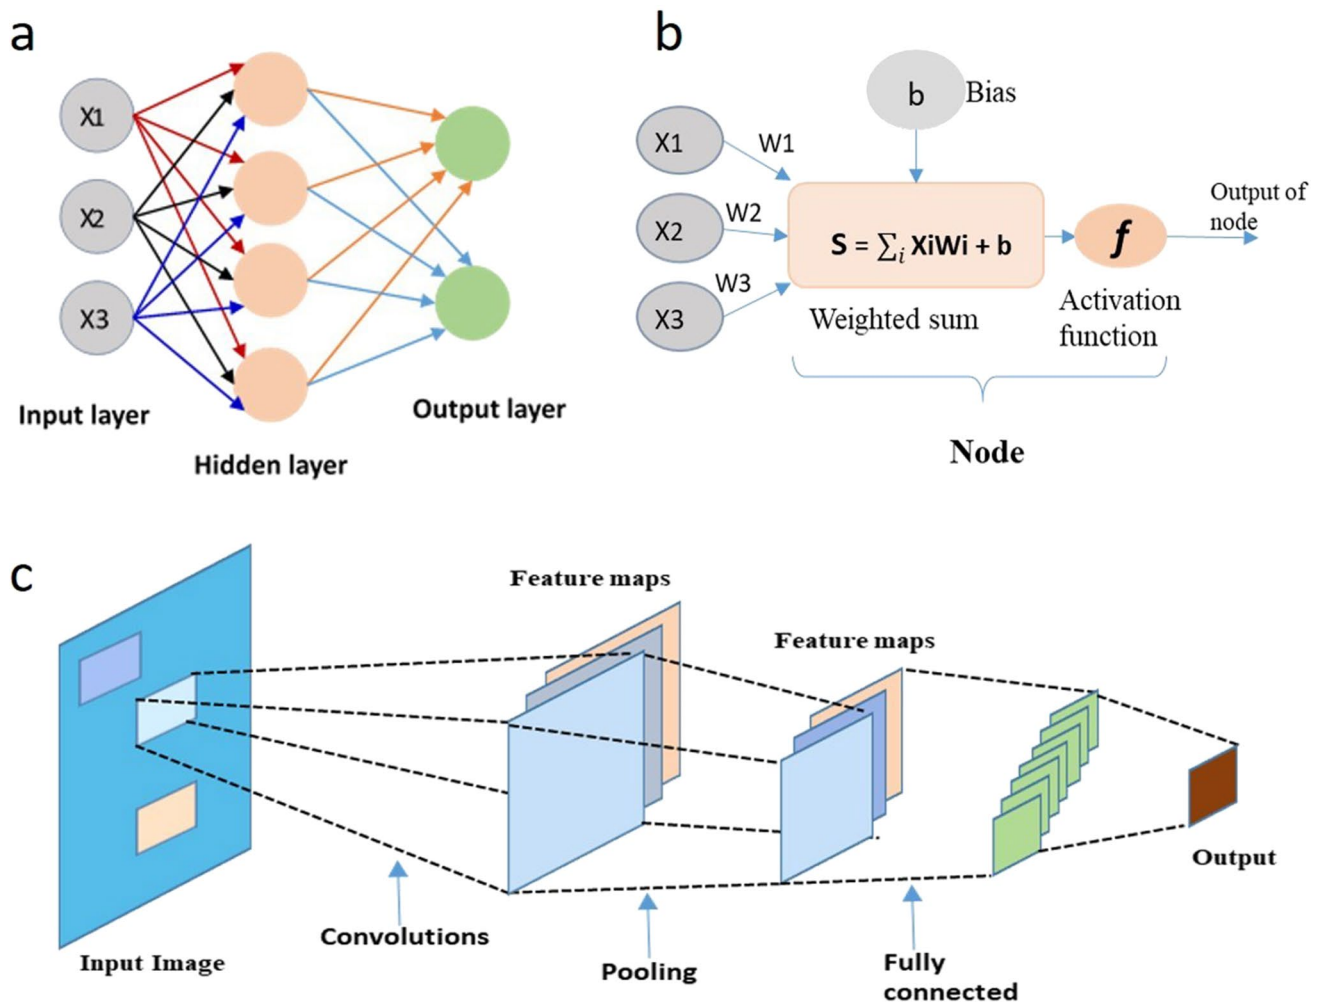 a
X1
X2
X3
Input layer
Hidden layer
Output layer
b
b Bias
X1
X2
X3
W1
W2
W3
S = ∑i XiWi + b
Weighted sum
f
Activation
function
Output of
node
Node
c
Feature maps
Feature maps
Input Image
Convolutions
Pooling
Fully
connected
Output